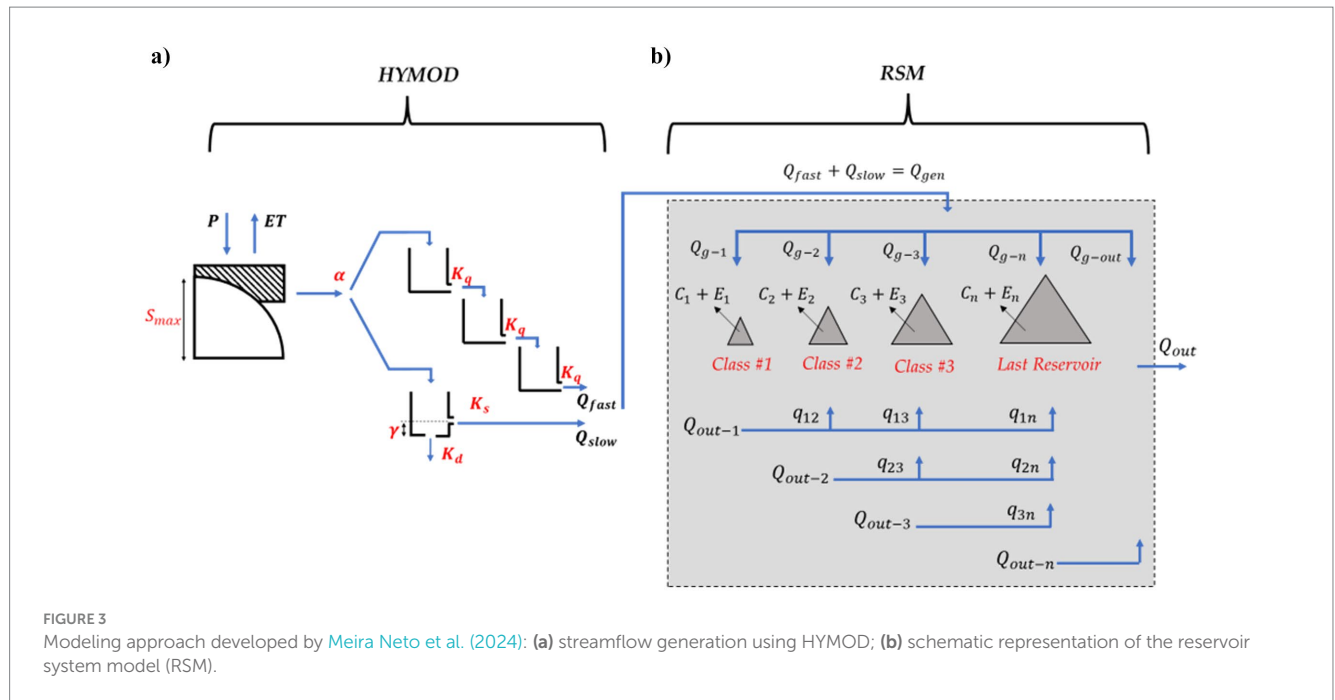 a)
HYMOD
P
ET
S_max
α
K_q
K_q
K_q
Q_fast
K_s
Q_slow
γ
K_d
b)
RSM
Q_fast + Q_slow = Q_gen
Q_g−1 Q_g−2 Q_g−3 Q_g−n Q_g−out
C_1 + E_1 C_2 + E_2 C_3 + E_3 C_n + E_n
Class #1 Class #2 Class #3 Last Reservoir
Q_out
Q_out−1 q_12 q_13 q_1n
Q_out−2 q_23 q_2n
Q_out−3 q_3n
Q_out−n
FIGURE 3
Modeling approach developed by Meira Neto et al. (2024): (a) streamflow generation using HYMOD; (b) schematic representation of the reservoir
system model (RSM).